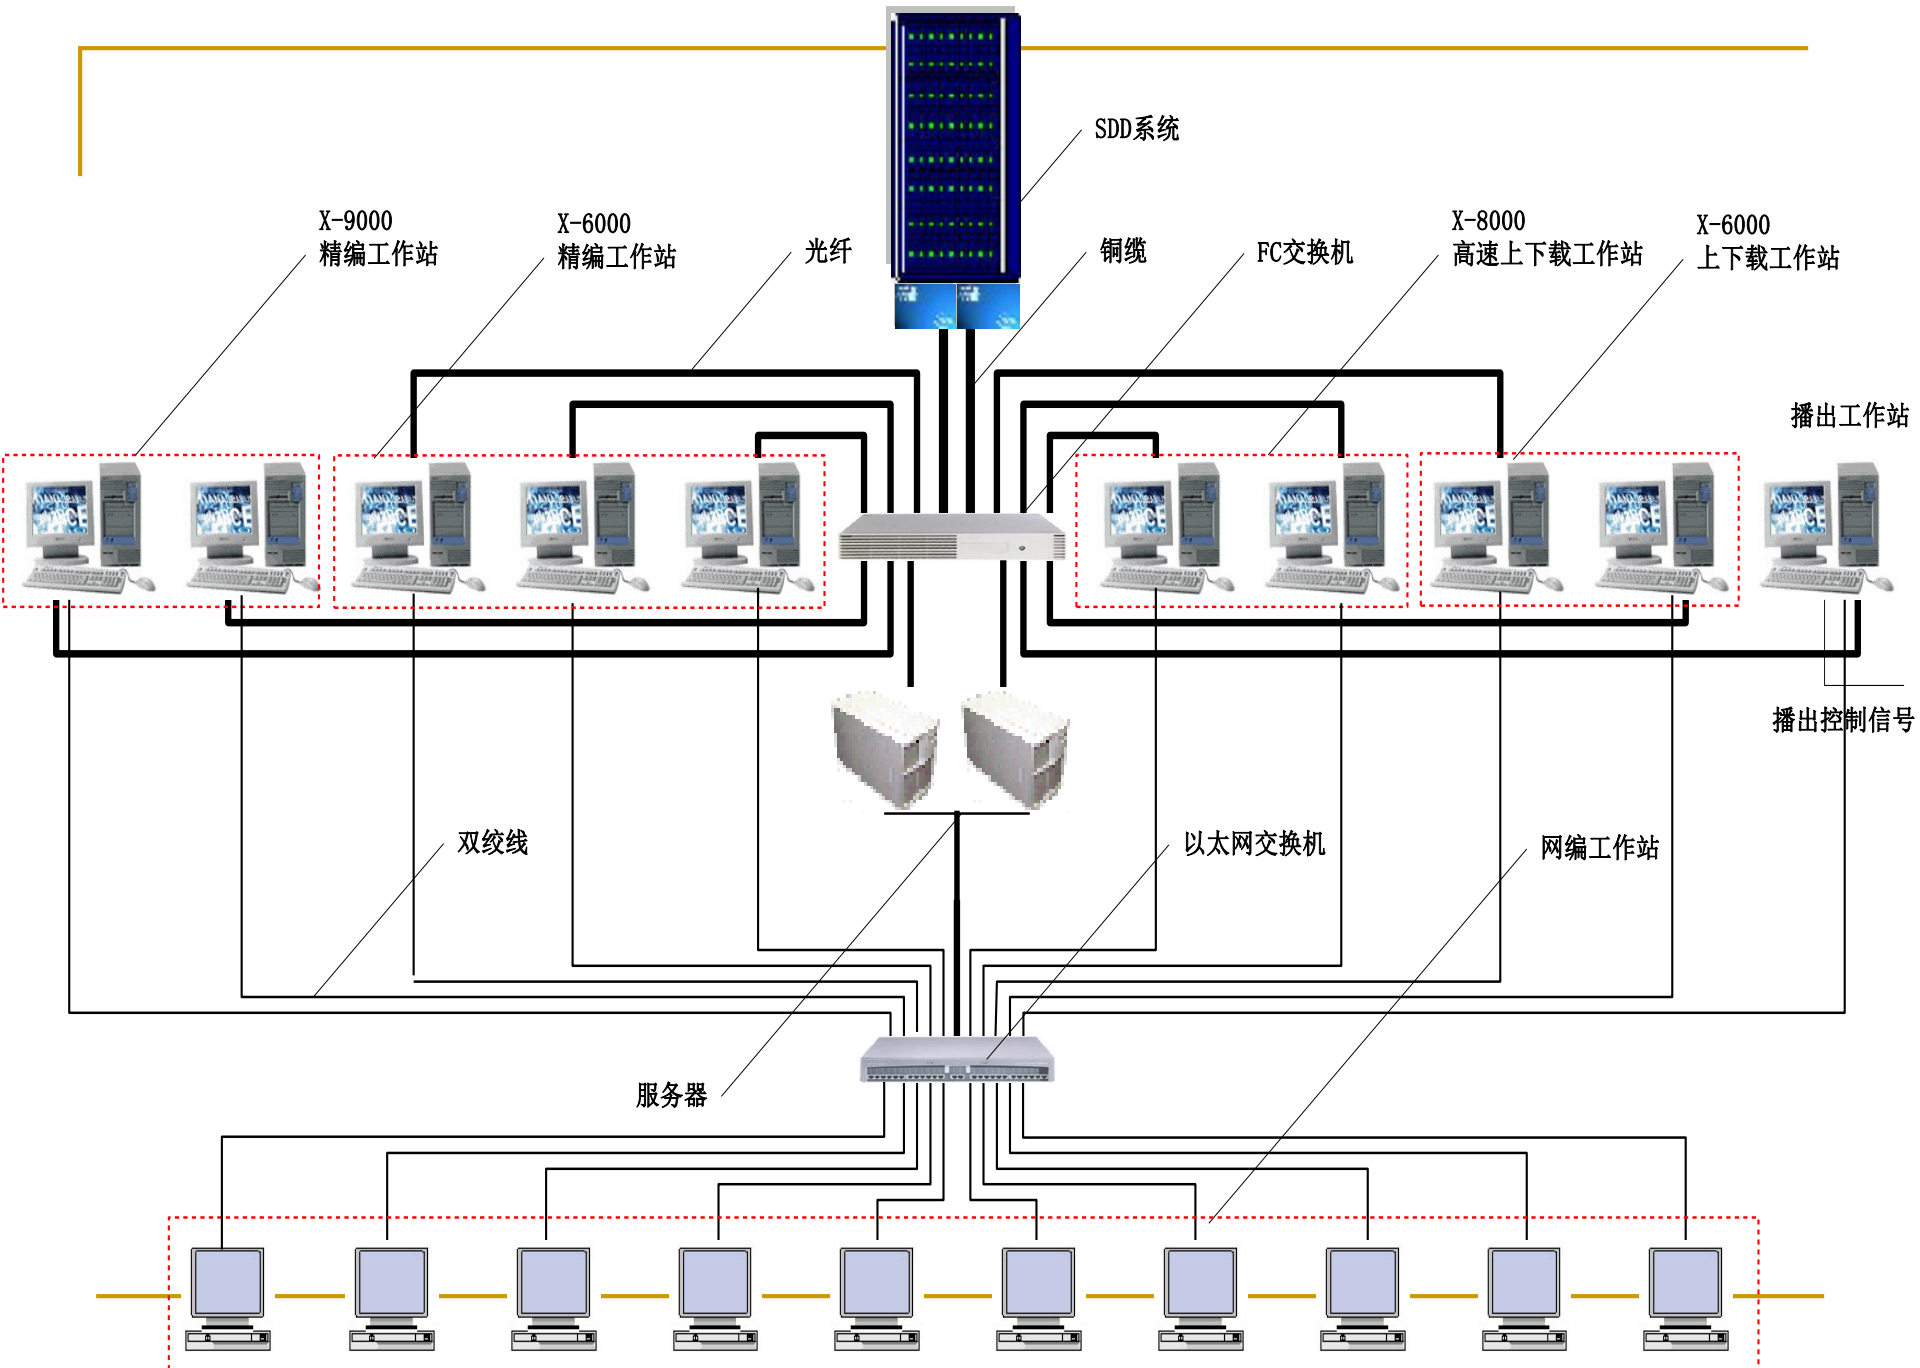 SDD系统
X-9000
精编工作站
X-6000
精编工作站
光纤
铜缆
FC交换机
X-8000
高速上下载工作站
X-6000
上下载工作站
播出工作站
播出控制信号
双绞线
以太网交换机
网编工作站
服务器